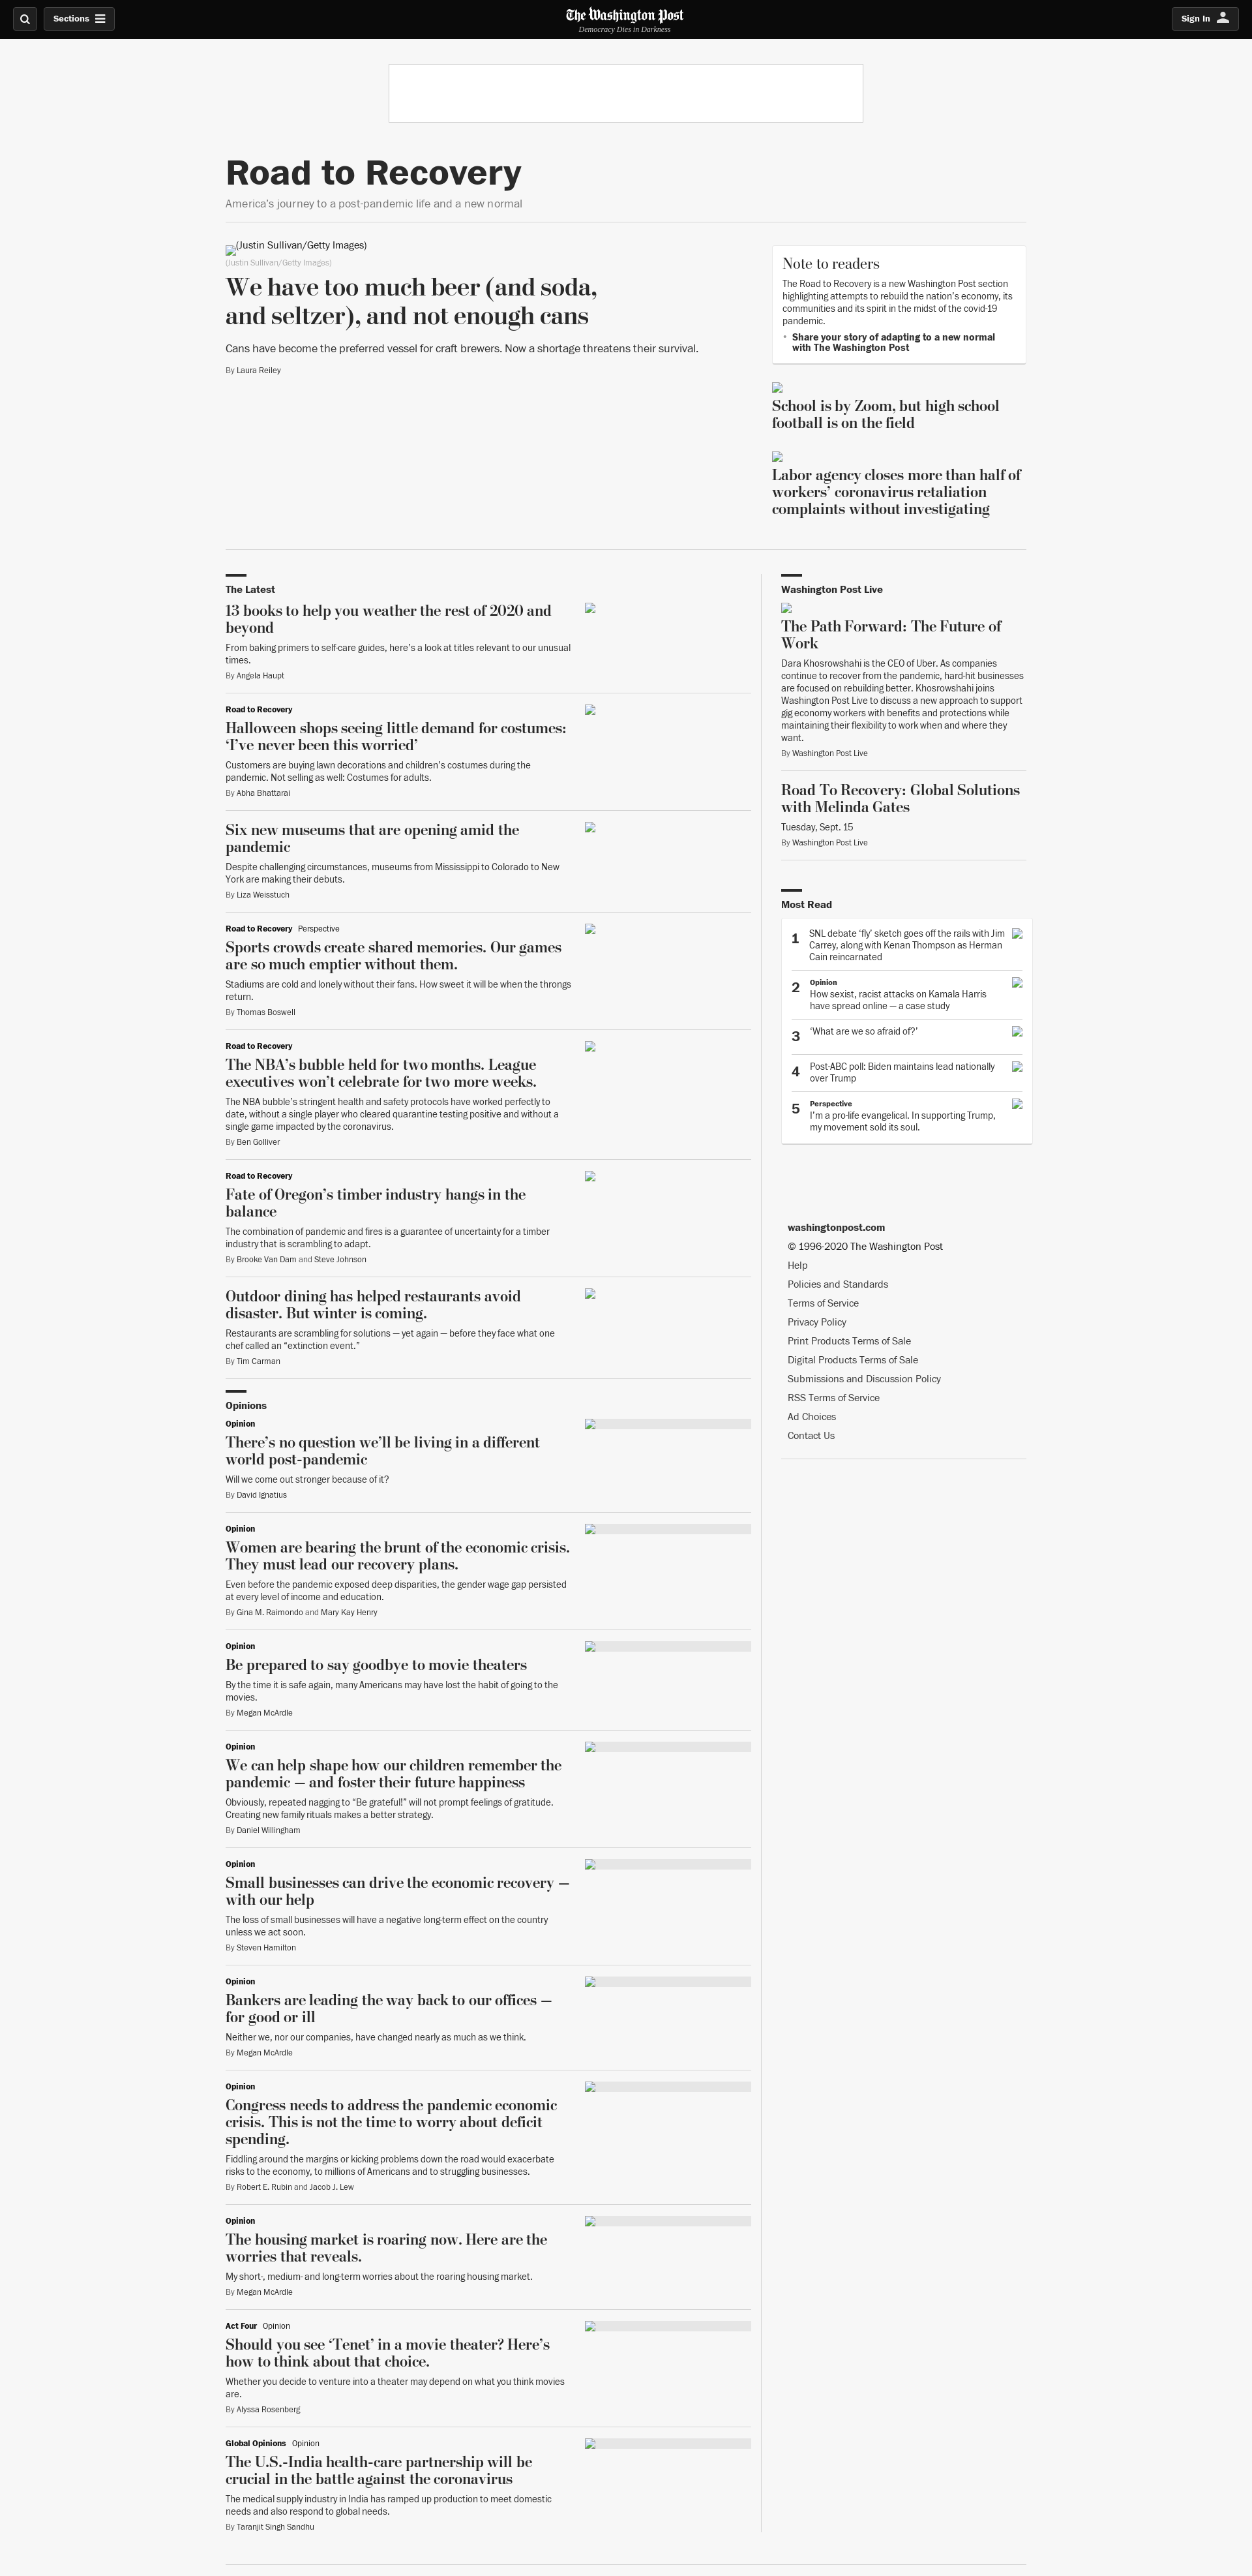 Sections
The Washington Post
Democracy Dies in Darkness
Sign In
Road to Recovery
America's journey to a post-pandemic life and a new normal
(Justin Sullivan/Getty Images)
(Justin Sullivan/Getty Images)
We have too much beer (and soda,
and seltzer), and not enough cans
Cans have become the preferred vessel for craft brewers. Now a shortage threatens their survival.
By Laura Reiley
Note to readers
The Road to Recovery is a new Washington Post section
highlighting attempts to rebuild the nation's economy, its
communities and its spirit in the midst of the covid-19
pandemic.
Share your story of adapting to a new normal
with The Washington Post
School is by Zoom, but high school
football is on the field
Labor agency closes more than half of
workers' coronavirus retaliation
complaints without investigating
The Latest
13 books to help you weather the rest of 2020 and
beyond
From baking primers to self-care guides, here's a look at titles relevant to our unusual
times.
By Angela Haupt
Road to Recovery
Halloween shops seeing little demand for costumes:
‘I've never been this worried’
Customers are buying lawn decorations and children's costumes during the
pandemic. Not selling as well: Costumes for adults.
By Abha Bhattarai
Six new museums that are opening amid the
pandemic
Despite challenging circumstances, museums from Mississippi to Colorado to New
York are making their debuts.
By Liza Weisstuch
Road to Recovery Perspective
Sports crowds create shared memories. Our games
are so much emptier without them.
Stadiums are cold and lonely without their fans. How sweet it will be when the throngs
return.
By Thomas Boswell
Road to Recovery
The NBA's bubble held for two months. League
executives won't celebrate for two more weeks.
The NBA bubble's stringent health and safety protocols have worked perfectly to
date, without a single player who cleared quarantine testing positive and without a
single game impacted by the coronavirus.
By Ben Golliver
Road to Recovery
Fate of Oregon's timber industry hangs in the
balance
The combination of pandemic and fires is a guarantee of uncertainty for a timber
industry that is scrambling to adapt.
By Brooke Van Dam and Steve Johnson
Outdoor dining has helped restaurants avoid
disaster. But winter is coming.
Restaurants are scrambling for solutions — yet again — before they face what one
chef called an “extinction event.”
By Tim Carman
Opinions
Opinion
There's no question we'll be living in a different
world post-pandemic
Will we come out stronger because of it?
By David Ignatius
Opinion
Women are bearing the brunt of the economic crisis.
They must lead our recovery plans.
Even before the pandemic exposed deep disparities, the gender wage gap persisted
at every level of income and education.
By Gina M. Raimondo and Mary Kay Henry
Opinion
Be prepared to say goodbye to movie theaters
By the time it is safe again, many Americans may have lost the habit of going to the
movies.
By Megan McArdle
Opinion
We can help shape how our children remember the
pandemic — and foster their future happiness
Obviously, repeated nagging to “Be grateful!” will not prompt feelings of gratitude.
Creating new family rituals makes a better strategy.
By Daniel Willingham
Opinion
Small businesses can drive the economic recovery —
with our help
The loss of small businesses will have a negative long-term effect on the country
unless we act soon.
By Steven Hamilton
Opinion
Bankers are leading the way back to our offices —
for good or ill
Neither we, nor our companies, have changed nearly as much as we think.
By Megan McArdle
Opinion
Congress needs to address the pandemic economic
crisis. This is not the time to worry about deficit
spending.
Fiddling around the margins or kicking problems down the road would exacerbate
risks to the economy, to millions of Americans and to struggling businesses.
By Robert E. Rubin and Jacob J. Lew
Opinion
The housing market is roaring now. Here are the
worries that reveals.
My short-, medium- and long-term worries about the roaring housing market.
By Megan McArdle
Act Four Opinion
Should you see ‘Tenet’ in a movie theater? Here's
how to think about that choice.
Whether you decide to venture into a theater may depend on what you think movies
are.
By Alyssa Rosenberg
Global Opinions Opinion
The U.S.-India health-care partnership will be
crucial in the battle against the coronavirus
The medical supply industry in India has ramped up production to meet domestic
needs and also respond to global needs.
By Taranjit Singh Sandhu
Washington Post Live
The Path Forward: The Future of
Work
Dara Khosrowshahi is the CEO of Uber. As companies
continue to recover from the pandemic, hard-hit businesses
are focused on rebuilding better. Khosrowshahi joins
Washington Post Live to discuss a new approach to support
gig economy workers with benefits and protections while
maintaining their flexibility to work when and where they
want.
By Washington Post Live
Road To Recovery: Global Solutions
with Melinda Gates
Tuesday, Sept. 15
By Washington Post Live
Most Read
1 SNL debate ‘fly’ sketch goes off the rails with Jim
Carrey, along with Kenan Thompson as Herman
Cain reincarnated
2 Opinion
How sexist, racist attacks on Kamala Harris
have spread online — a case study
3 ‘What are we so afraid of?’
4 Post-ABC poll: Biden maintains lead nationally
over Trump
5 Perspective
I'm a pro-life evangelical. In supporting Trump,
my movement sold its soul.
washingtonpost.com
© 1996-2020 The Washington Post
Help
Policies and Standards
Terms of Service
Privacy Policy
Print Products Terms of Sale
Digital Products Terms of Sale
Submissions and Discussion Policy
RSS Terms of Service
Ad Choices
Contact Us